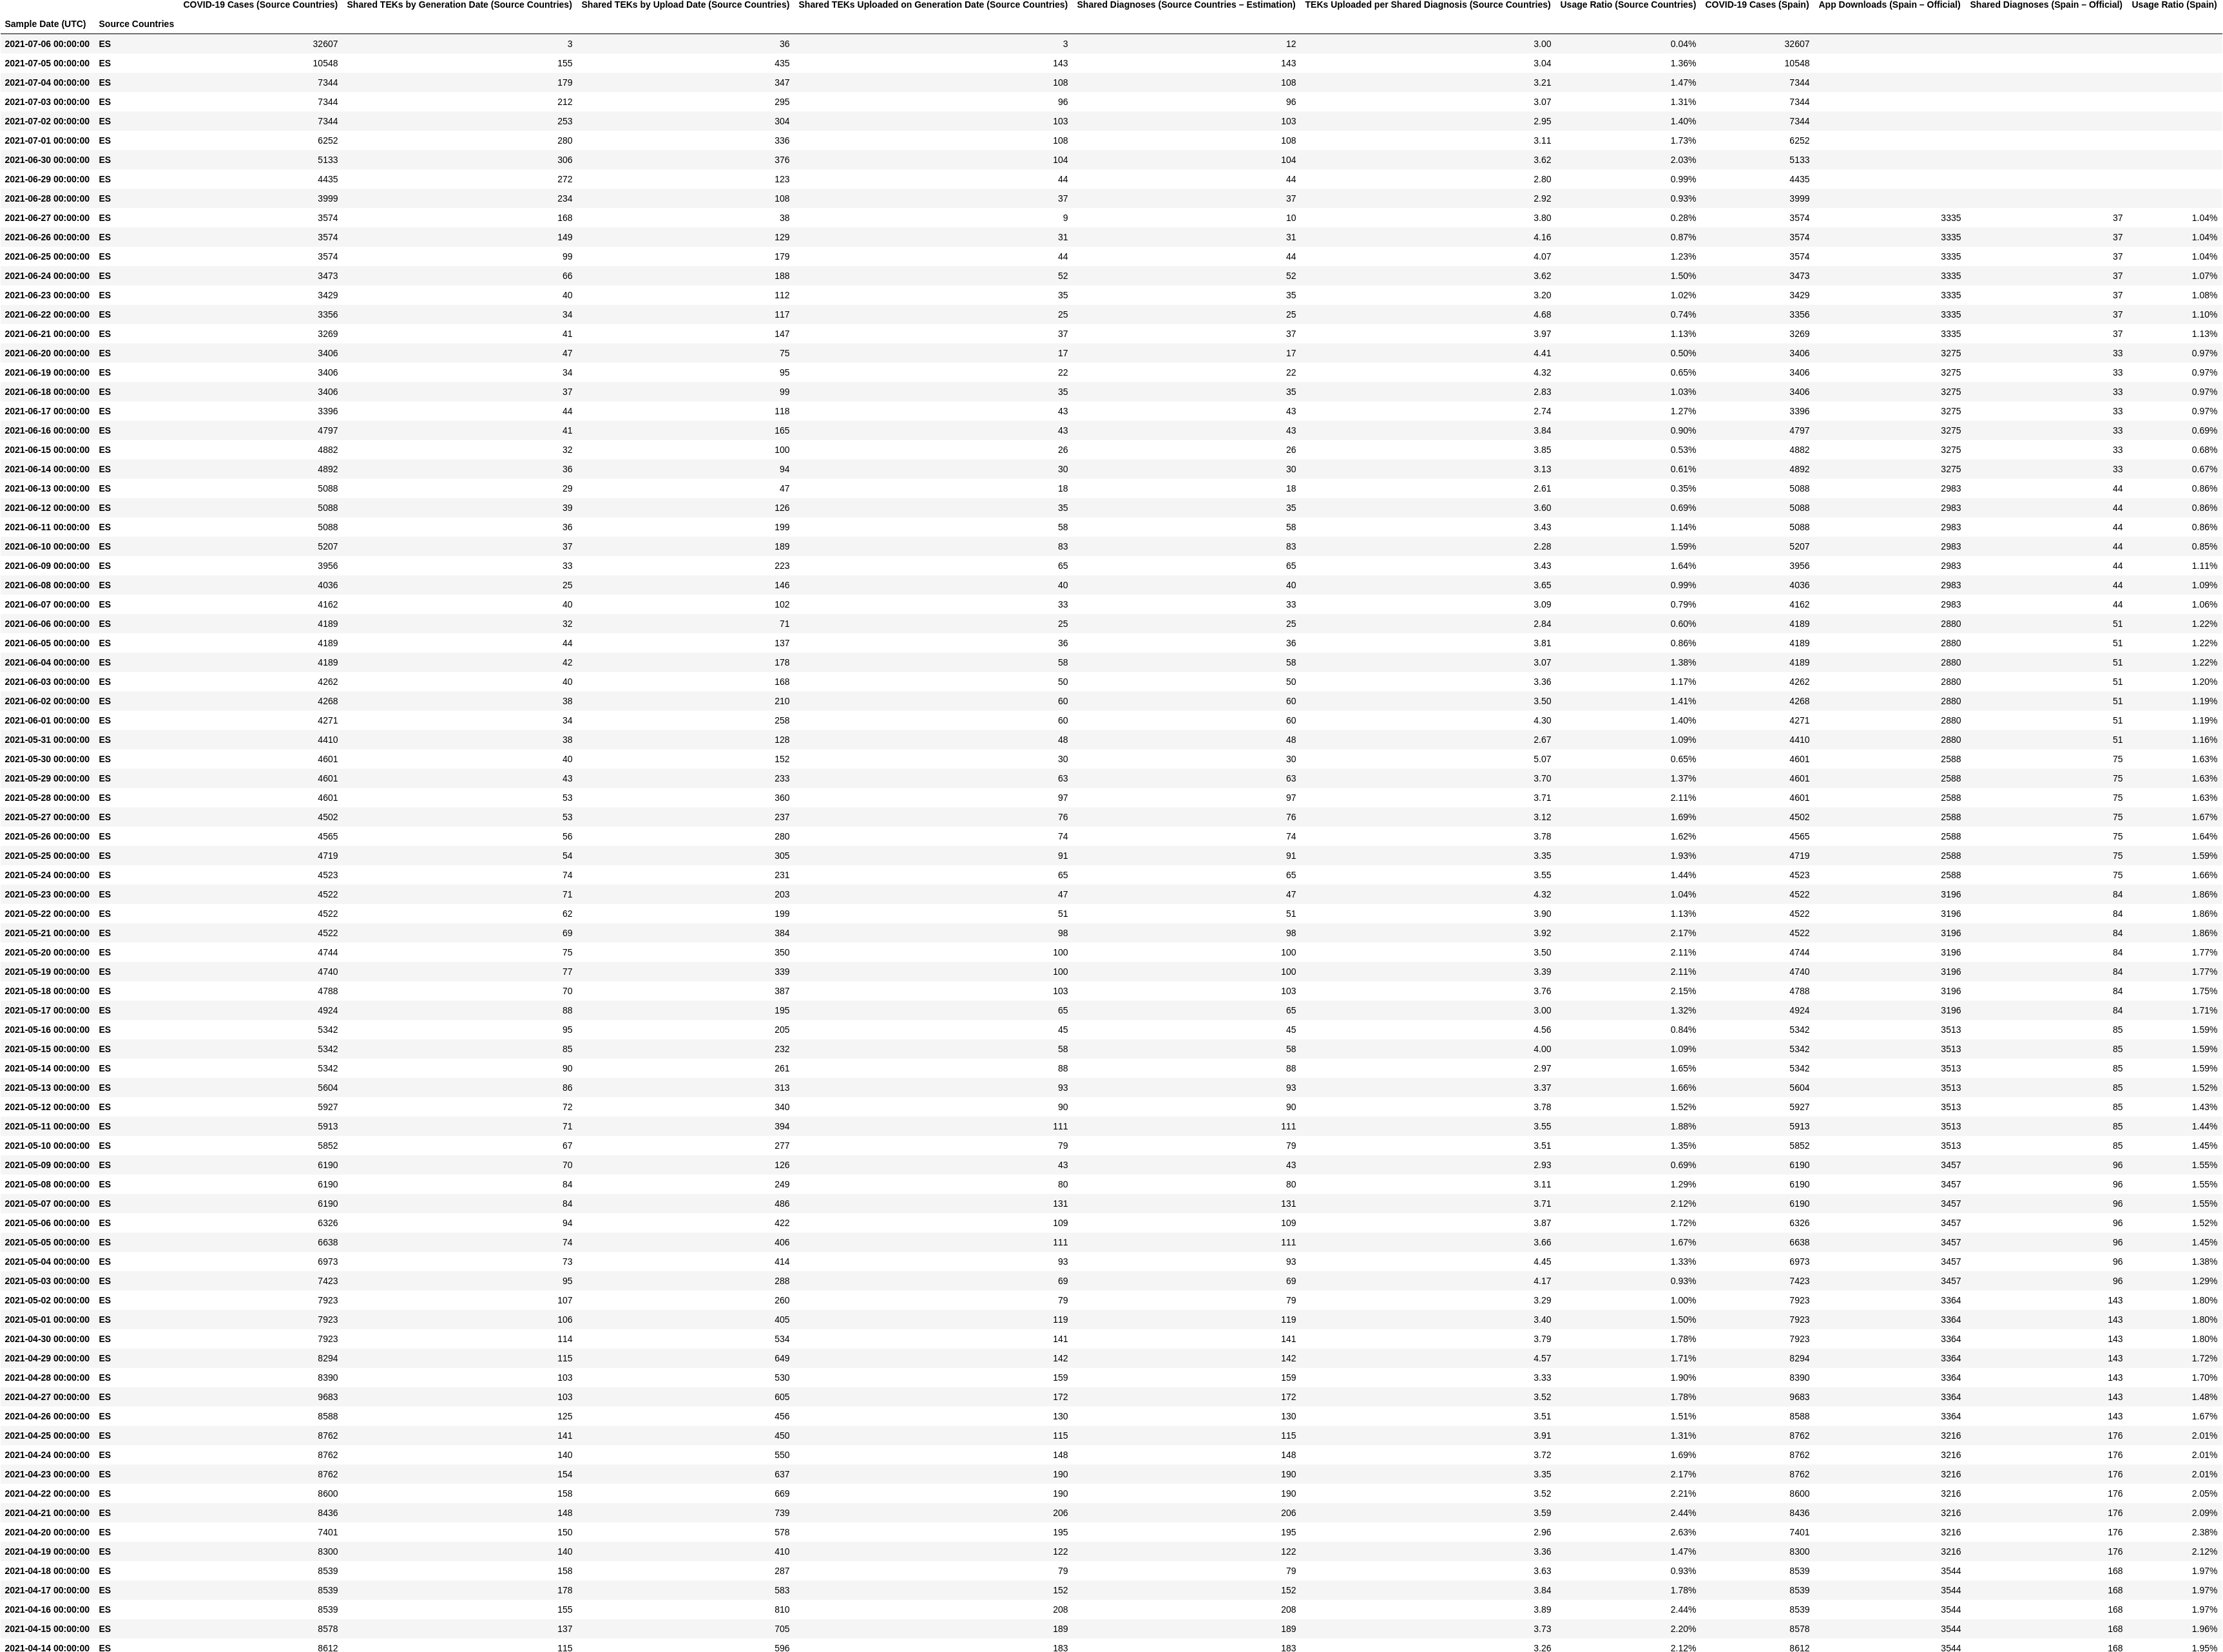 COVID-19 Cases (Source Countries) Shared TEKs by Generation Date (Source Countries) Shared TEKs by Upload Date (Source Countries) Shared TEKs Uploaded on Generation Date (Source Countries) Shared Diagnoses (Source Countries – Estimation) TEKs Uploaded per Shared Diagnosis (Source Countries) Usage Ratio (Source Countries) COVID-19 Cases (Spain) App Downloads (Spain – Official) Shared Diagnoses (Spain – Official) Usage Ratio (Spain)
Sample Date (UTC) Source Countries
2021-07-06 00:00:00 ES 32607 3 36 3 12 3.00 0.04% 32607
2021-07-05 00:00:00 ES 10548 155 435 143 143 3.04 1.36% 10548
2021-07-04 00:00:00 ES 7344 179 347 108 108 3.21 1.47% 7344
2021-07-03 00:00:00 ES 7344 212 295 96 96 3.07 1.31% 7344
2021-07-02 00:00:00 ES 7344 253 304 103 103 2.95 1.40% 7344
2021-07-01 00:00:00 ES 6252 280 336 108 108 3.11 1.73% 6252
2021-06-30 00:00:00 ES 5133 306 376 104 104 3.62 2.03% 5133
2021-06-29 00:00:00 ES 4435 272 123 44 44 2.80 0.99% 4435
2021-06-28 00:00:00 ES 3999 234 108 37 37 2.92 0.93% 3999
2021-06-27 00:00:00 ES 3574 168 38 9 10 3.80 0.28% 3574 3335 37 1.04%
2021-06-26 00:00:00 ES 3574 149 129 31 31 4.16 0.87% 3574 3335 37 1.04%
2021-06-25 00:00:00 ES 3574 99 179 44 44 4.07 1.23% 3574 3335 37 1.04%
2021-06-24 00:00:00 ES 3473 66 188 52 52 3.62 1.50% 3473 3335 37 1.07%
2021-06-23 00:00:00 ES 3429 40 112 35 35 3.20 1.02% 3429 3335 37 1.08%
2021-06-22 00:00:00 ES 3356 34 117 25 25 4.68 0.74% 3356 3335 37 1.10%
2021-06-21 00:00:00 ES 3269 41 147 37 37 3.97 1.13% 3269 3335 37 1.13%
2021-06-20 00:00:00 ES 3406 47 75 17 17 4.41 0.50% 3406 3275 33 0.97%
2021-06-19 00:00:00 ES 3406 34 95 22 22 4.32 0.65% 3406 3275 33 0.97%
2021-06-18 00:00:00 ES 3406 37 99 35 35 2.83 1.03% 3406 3275 33 0.97%
2021-06-17 00:00:00 ES 3396 44 118 43 43 2.74 1.27% 3396 3275 33 0.97%
2021-06-16 00:00:00 ES 4797 41 165 43 43 3.84 0.90% 4797 3275 33 0.69%
2021-06-15 00:00:00 ES 4882 32 100 26 26 3.85 0.53% 4882 3275 33 0.68%
2021-06-14 00:00:00 ES 4892 36 94 30 30 3.13 0.61% 4892 3275 33 0.67%
2021-06-13 00:00:00 ES 5088 29 47 18 18 2.61 0.35% 5088 2983 44 0.86%
2021-06-12 00:00:00 ES 5088 39 126 35 35 3.60 0.69% 5088 2983 44 0.86%
2021-06-11 00:00:00 ES 5088 36 199 58 58 3.43 1.14% 5088 2983 44 0.86%
2021-06-10 00:00:00 ES 5207 37 189 83 83 2.28 1.59% 5207 2983 44 0.85%
2021-06-09 00:00:00 ES 3956 33 223 65 65 3.43 1.64% 3956 2983 44 1.11%
2021-06-08 00:00:00 ES 4036 25 146 40 40 3.65 0.99% 4036 2983 44 1.09%
2021-06-07 00:00:00 ES 4162 40 102 33 33 3.09 0.79% 4162 2983 44 1.06%
2021-06-06 00:00:00 ES 4189 32 71 25 25 2.84 0.60% 4189 2880 51 1.22%
2021-06-05 00:00:00 ES 4189 44 137 36 36 3.81 0.86% 4189 2880 51 1.22%
2021-06-04 00:00:00 ES 4189 42 178 58 58 3.07 1.38% 4189 2880 51 1.22%
2021-06-03 00:00:00 ES 4262 40 168 50 50 3.36 1.17% 4262 2880 51 1.20%
2021-06-02 00:00:00 ES 4268 38 210 60 60 3.50 1.41% 4268 2880 51 1.19%
2021-06-01 00:00:00 ES 4271 34 258 60 60 4.30 1.40% 4271 2880 51 1.19%
2021-05-31 00:00:00 ES 4410 38 128 48 48 2.67 1.09% 4410 2880 51 1.16%
2021-05-30 00:00:00 ES 4601 40 152 30 30 5.07 0.65% 4601 2588 75 1.63%
2021-05-29 00:00:00 ES 4601 43 233 63 63 3.70 1.37% 4601 2588 75 1.63%
2021-05-28 00:00:00 ES 4601 53 360 97 97 3.71 2.11% 4601 2588 75 1.63%
2021-05-27 00:00:00 ES 4502 53 237 76 76 3.12 1.69% 4502 2588 75 1.67%
2021-05-26 00:00:00 ES 4565 56 280 74 74 3.78 1.62% 4565 2588 75 1.64%
2021-05-25 00:00:00 ES 4719 54 305 91 91 3.35 1.93% 4719 2588 75 1.59%
2021-05-24 00:00:00 ES 4523 74 231 65 65 3.55 1.44% 4523 2588 75 1.66%
2021-05-23 00:00:00 ES 4522 71 203 47 47 4.32 1.04% 4522 3196 84 1.86%
2021-05-22 00:00:00 ES 4522 62 199 51 51 3.90 1.13% 4522 3196 84 1.86%
2021-05-21 00:00:00 ES 4522 69 384 98 98 3.92 2.17% 4522 3196 84 1.86%
2021-05-20 00:00:00 ES 4744 75 350 100 100 3.50 2.11% 4744 3196 84 1.77%
2021-05-19 00:00:00 ES 4740 77 339 100 100 3.39 2.11% 4740 3196 84 1.77%
2021-05-18 00:00:00 ES 4788 70 387 103 103 3.76 2.15% 4788 3196 84 1.75%
2021-05-17 00:00:00 ES 4924 88 195 65 65 3.00 1.32% 4924 3196 84 1.71%
2021-05-16 00:00:00 ES 5342 95 205 45 45 4.56 0.84% 5342 3513 85 1.59%
2021-05-15 00:00:00 ES 5342 85 232 58 58 4.00 1.09% 5342 3513 85 1.59%
2021-05-14 00:00:00 ES 5342 90 261 88 88 2.97 1.65% 5342 3513 85 1.59%
2021-05-13 00:00:00 ES 5604 86 313 93 93 3.37 1.66% 5604 3513 85 1.52%
2021-05-12 00:00:00 ES 5927 72 340 90 90 3.78 1.52% 5927 3513 85 1.43%
2021-05-11 00:00:00 ES 5913 71 394 111 111 3.55 1.88% 5913 3513 85 1.44%
2021-05-10 00:00:00 ES 5852 67 277 79 79 3.51 1.35% 5852 3513 85 1.45%
2021-05-09 00:00:00 ES 6190 70 126 43 43 2.93 0.69% 6190 3457 96 1.55%
2021-05-08 00:00:00 ES 6190 84 249 80 80 3.11 1.29% 6190 3457 96 1.55%
2021-05-07 00:00:00 ES 6190 84 486 131 131 3.71 2.12% 6190 3457 96 1.55%
2021-05-06 00:00:00 ES 6326 94 422 109 109 3.87 1.72% 6326 3457 96 1.52%
2021-05-05 00:00:00 ES 6638 74 406 111 111 3.66 1.67% 6638 3457 96 1.45%
2021-05-04 00:00:00 ES 6973 73 414 93 93 4.45 1.33% 6973 3457 96 1.38%
2021-05-03 00:00:00 ES 7423 95 288 69 69 4.17 0.93% 7423 3457 96 1.29%
2021-05-02 00:00:00 ES 7923 107 260 79 79 3.29 1.00% 7923 3364 143 1.80%
2021-05-01 00:00:00 ES 7923 106 405 119 119 3.40 1.50% 7923 3364 143 1.80%
2021-04-30 00:00:00 ES 7923 114 534 141 141 3.79 1.78% 7923 3364 143 1.80%
2021-04-29 00:00:00 ES 8294 115 649 142 142 4.57 1.71% 8294 3364 143 1.72%
2021-04-28 00:00:00 ES 8390 103 530 159 159 3.33 1.90% 8390 3364 143 1.70%
2021-04-27 00:00:00 ES 9683 103 605 172 172 3.52 1.78% 9683 3364 143 1.48%
2021-04-26 00:00:00 ES 8588 125 456 130 130 3.51 1.51% 8588 3364 143 1.67%
2021-04-25 00:00:00 ES 8762 141 450 115 115 3.91 1.31% 8762 3216 176 2.01%
2021-04-24 00:00:00 ES 8762 140 550 148 148 3.72 1.69% 8762 3216 176 2.01%
2021-04-23 00:00:00 ES 8762 154 637 190 190 3.35 2.17% 8762 3216 176 2.01%
2021-04-22 00:00:00 ES 8600 158 669 190 190 3.52 2.21% 8600 3216 176 2.05%
2021-04-21 00:00:00 ES 8436 148 739 206 206 3.59 2.44% 8436 3216 176 2.09%
2021-04-20 00:00:00 ES 7401 150 578 195 195 2.96 2.63% 7401 3216 176 2.38%
2021-04-19 00:00:00 ES 8300 140 410 122 122 3.36 1.47% 8300 3216 176 2.12%
2021-04-18 00:00:00 ES 8539 158 287 79 79 3.63 0.93% 8539 3544 168 1.97%
2021-04-17 00:00:00 ES 8539 178 583 152 152 3.84 1.78% 8539 3544 168 1.97%
2021-04-16 00:00:00 ES 8539 155 810 208 208 3.89 2.44% 8539 3544 168 1.97%
2021-04-15 00:00:00 ES 8578 137 705 189 189 3.73 2.20% 8578 3544 168 1.96%
2021-04-14 00:00:00 ES 8612 115 596 183 183 3.26 2.12% 8612 3544 168 1.95%